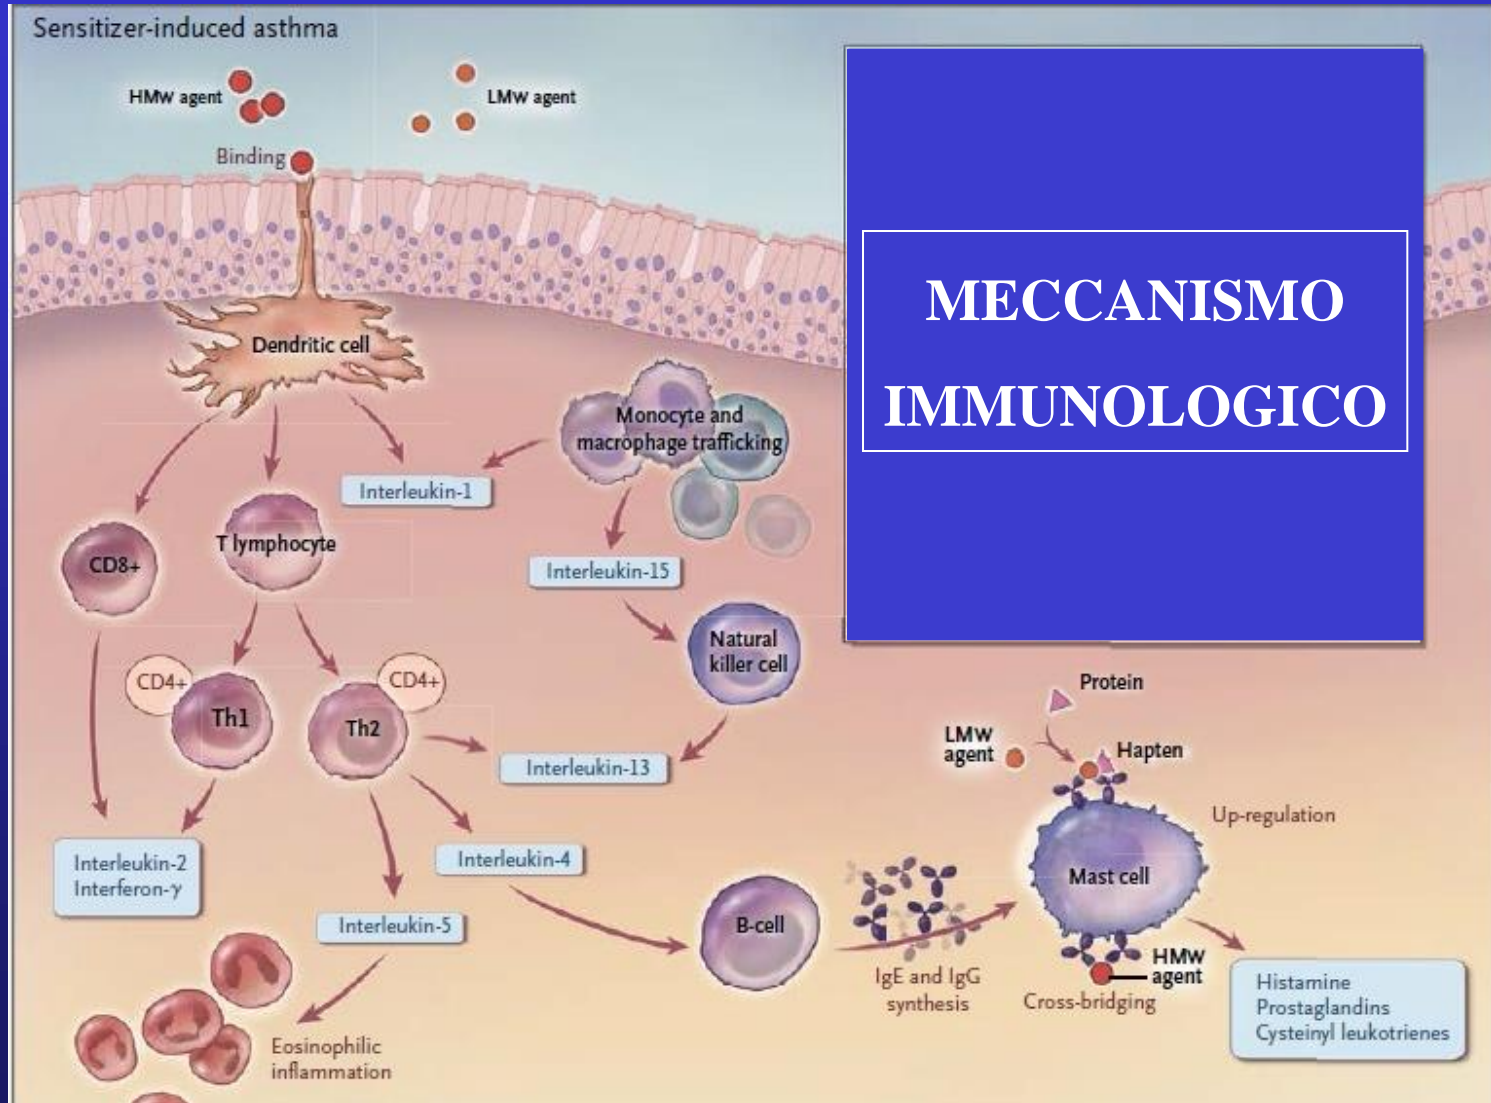 Sensitizer-induced asthma
HMW agent
LMW agent
Binding
MECCANISMO
IMMUNOLOGICO
Dendritic cell
Monocyte and
macrophage trafficking
Interleukin-1
T lymphocyte
CD8+
Interleukin-15
Natural
killer cell
CD4+
CD4+
Th1
Th2
Interleukin-13
Protein
LMW
agent
Hapten
Up-regulation
Mast cell
Interleukin-2
Interferon-γ
Interleukin-4
Interleukin-5
B-cell
IgE and IgG
synthesis
HMW
agent
Cross-bridging
Histamine
Prostaglandins
Cysteinyl leukotrienes
Eosinophilic
inflammation